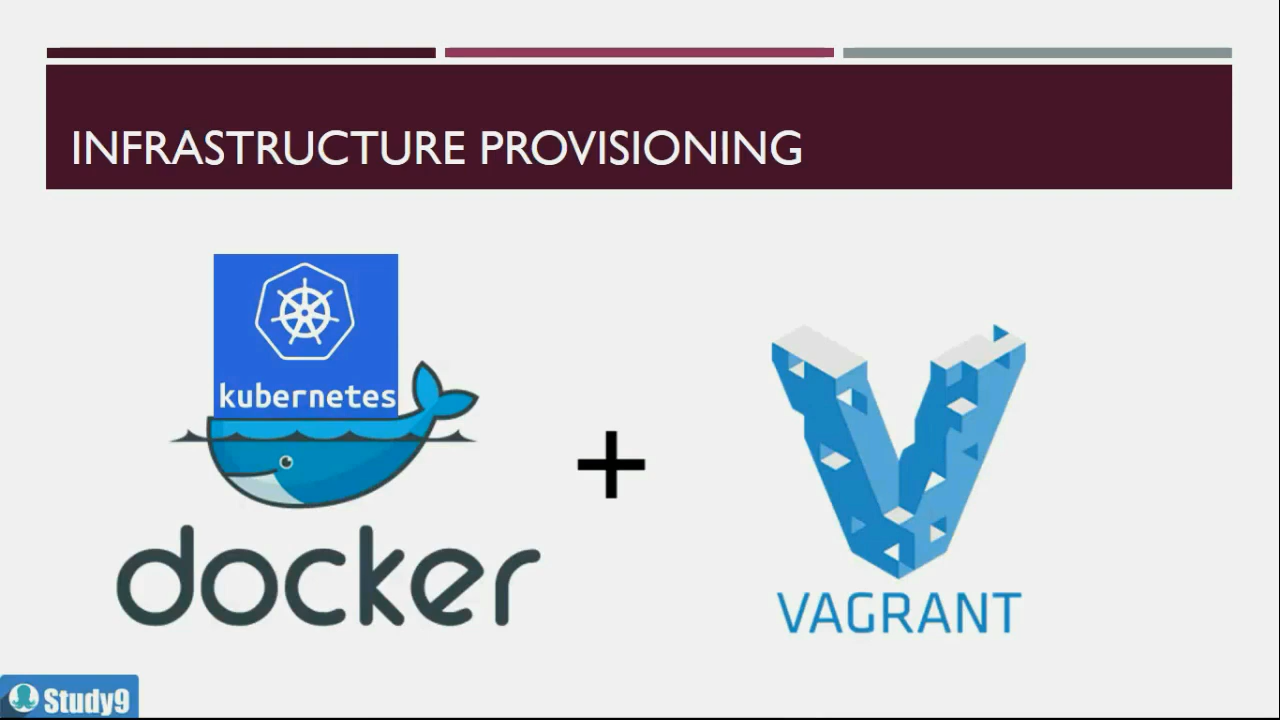 INFRASTRUCTURE PROVISIONING
kubernetes
docker
+
VAGRANT
Study9